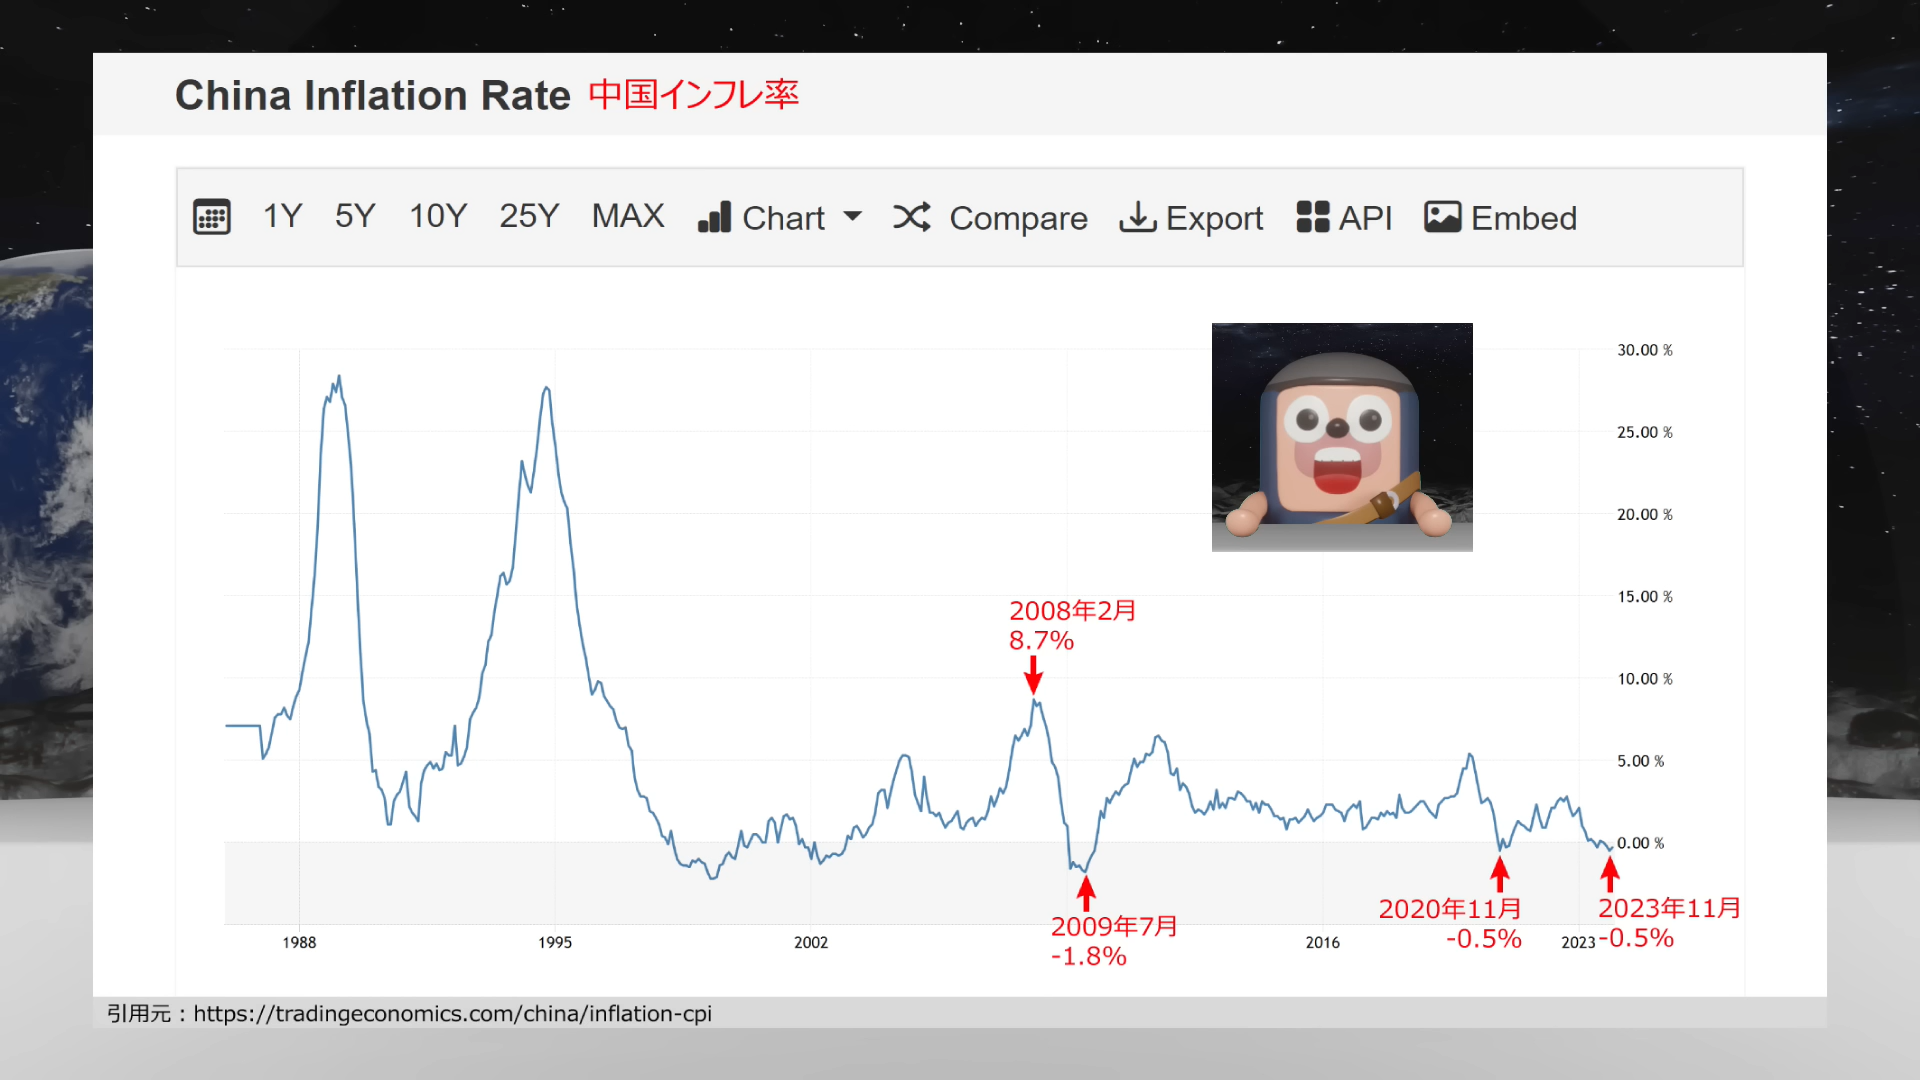 China Inflation Rate 中国インフレ率
1Y 5Y 10Y 25Y MAX Chart Compare Export API Embed
30.00 %
25.00 %
20.00 %
15.00 %
10.00 %
5.00 %
0.00 %
2008年2月
8.7%
2009年7月
-1.8%
2020年11月
-0.5%
2023年11月
-0.5%
1988 1995 2002 2016 2023
引用元：https://tradingeconomics.com/china/inflation-cpi